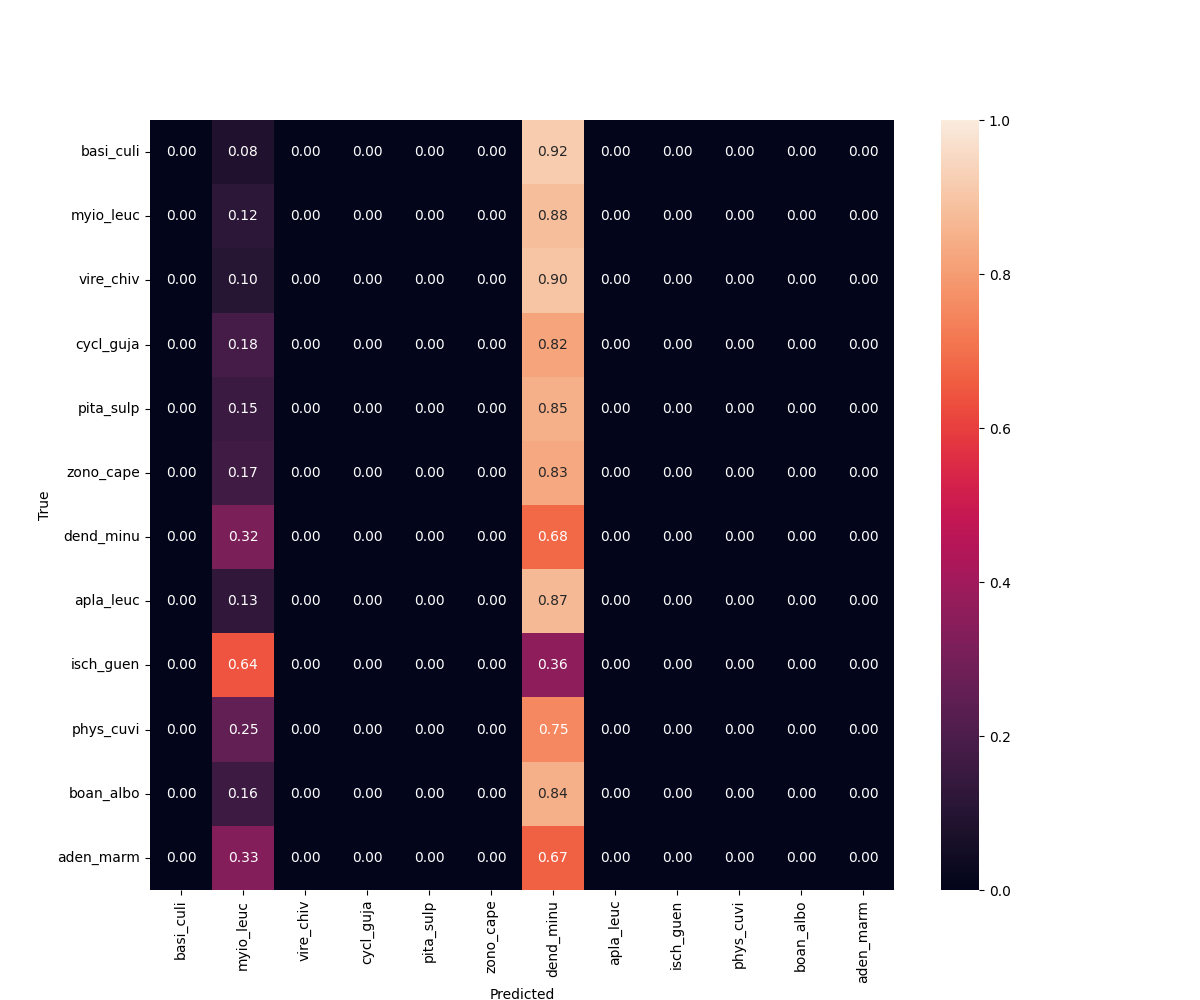 basi_culi 0.00 0.08 0.00 0.00 0.00 0.00 0.92 0.00 0.00 0.00 0.00 0.00
myio_leuc 0.00 0.12 0.00 0.00 0.00 0.00 0.88 0.00 0.00 0.00 0.00 0.00
vire_chiv 0.00 0.10 0.00 0.00 0.00 0.00 0.90 0.00 0.00 0.00 0.00 0.00
cycl_guja 0.00 0.18 0.00 0.00 0.00 0.00 0.82 0.00 0.00 0.00 0.00 0.00
pita_sulp 0.00 0.15 0.00 0.00 0.00 0.00 0.85 0.00 0.00 0.00 0.00 0.00
zono_cape 0.00 0.17 0.00 0.00 0.00 0.00 0.83 0.00 0.00 0.00 0.00 0.00
dend_minu 0.00 0.32 0.00 0.00 0.00 0.00 0.68 0.00 0.00 0.00 0.00 0.00
apla_leuc 0.00 0.13 0.00 0.00 0.00 0.00 0.87 0.00 0.00 0.00 0.00 0.00
isch_guen 0.00 0.64 0.00 0.00 0.00 0.00 0.36 0.00 0.00 0.00 0.00 0.00
phys_cuvi 0.00 0.25 0.00 0.00 0.00 0.00 0.75 0.00 0.00 0.00 0.00 0.00
boan_albo 0.00 0.16 0.00 0.00 0.00 0.00 0.84 0.00 0.00 0.00 0.00 0.00
aden_marm 0.00 0.33 0.00 0.00 0.00 0.00 0.67 0.00 0.00 0.00 0.00 0.00
True
basi_culi
myio_leuc
vire_chiv
cycl_guja
pita_sulp
zono_cape
dend_minu
apla_leuc
isch_guen
phys_cuvi
boan_albo
aden_marm
Predicted
1.0
0.8
0.6
0.4
0.2
0.0